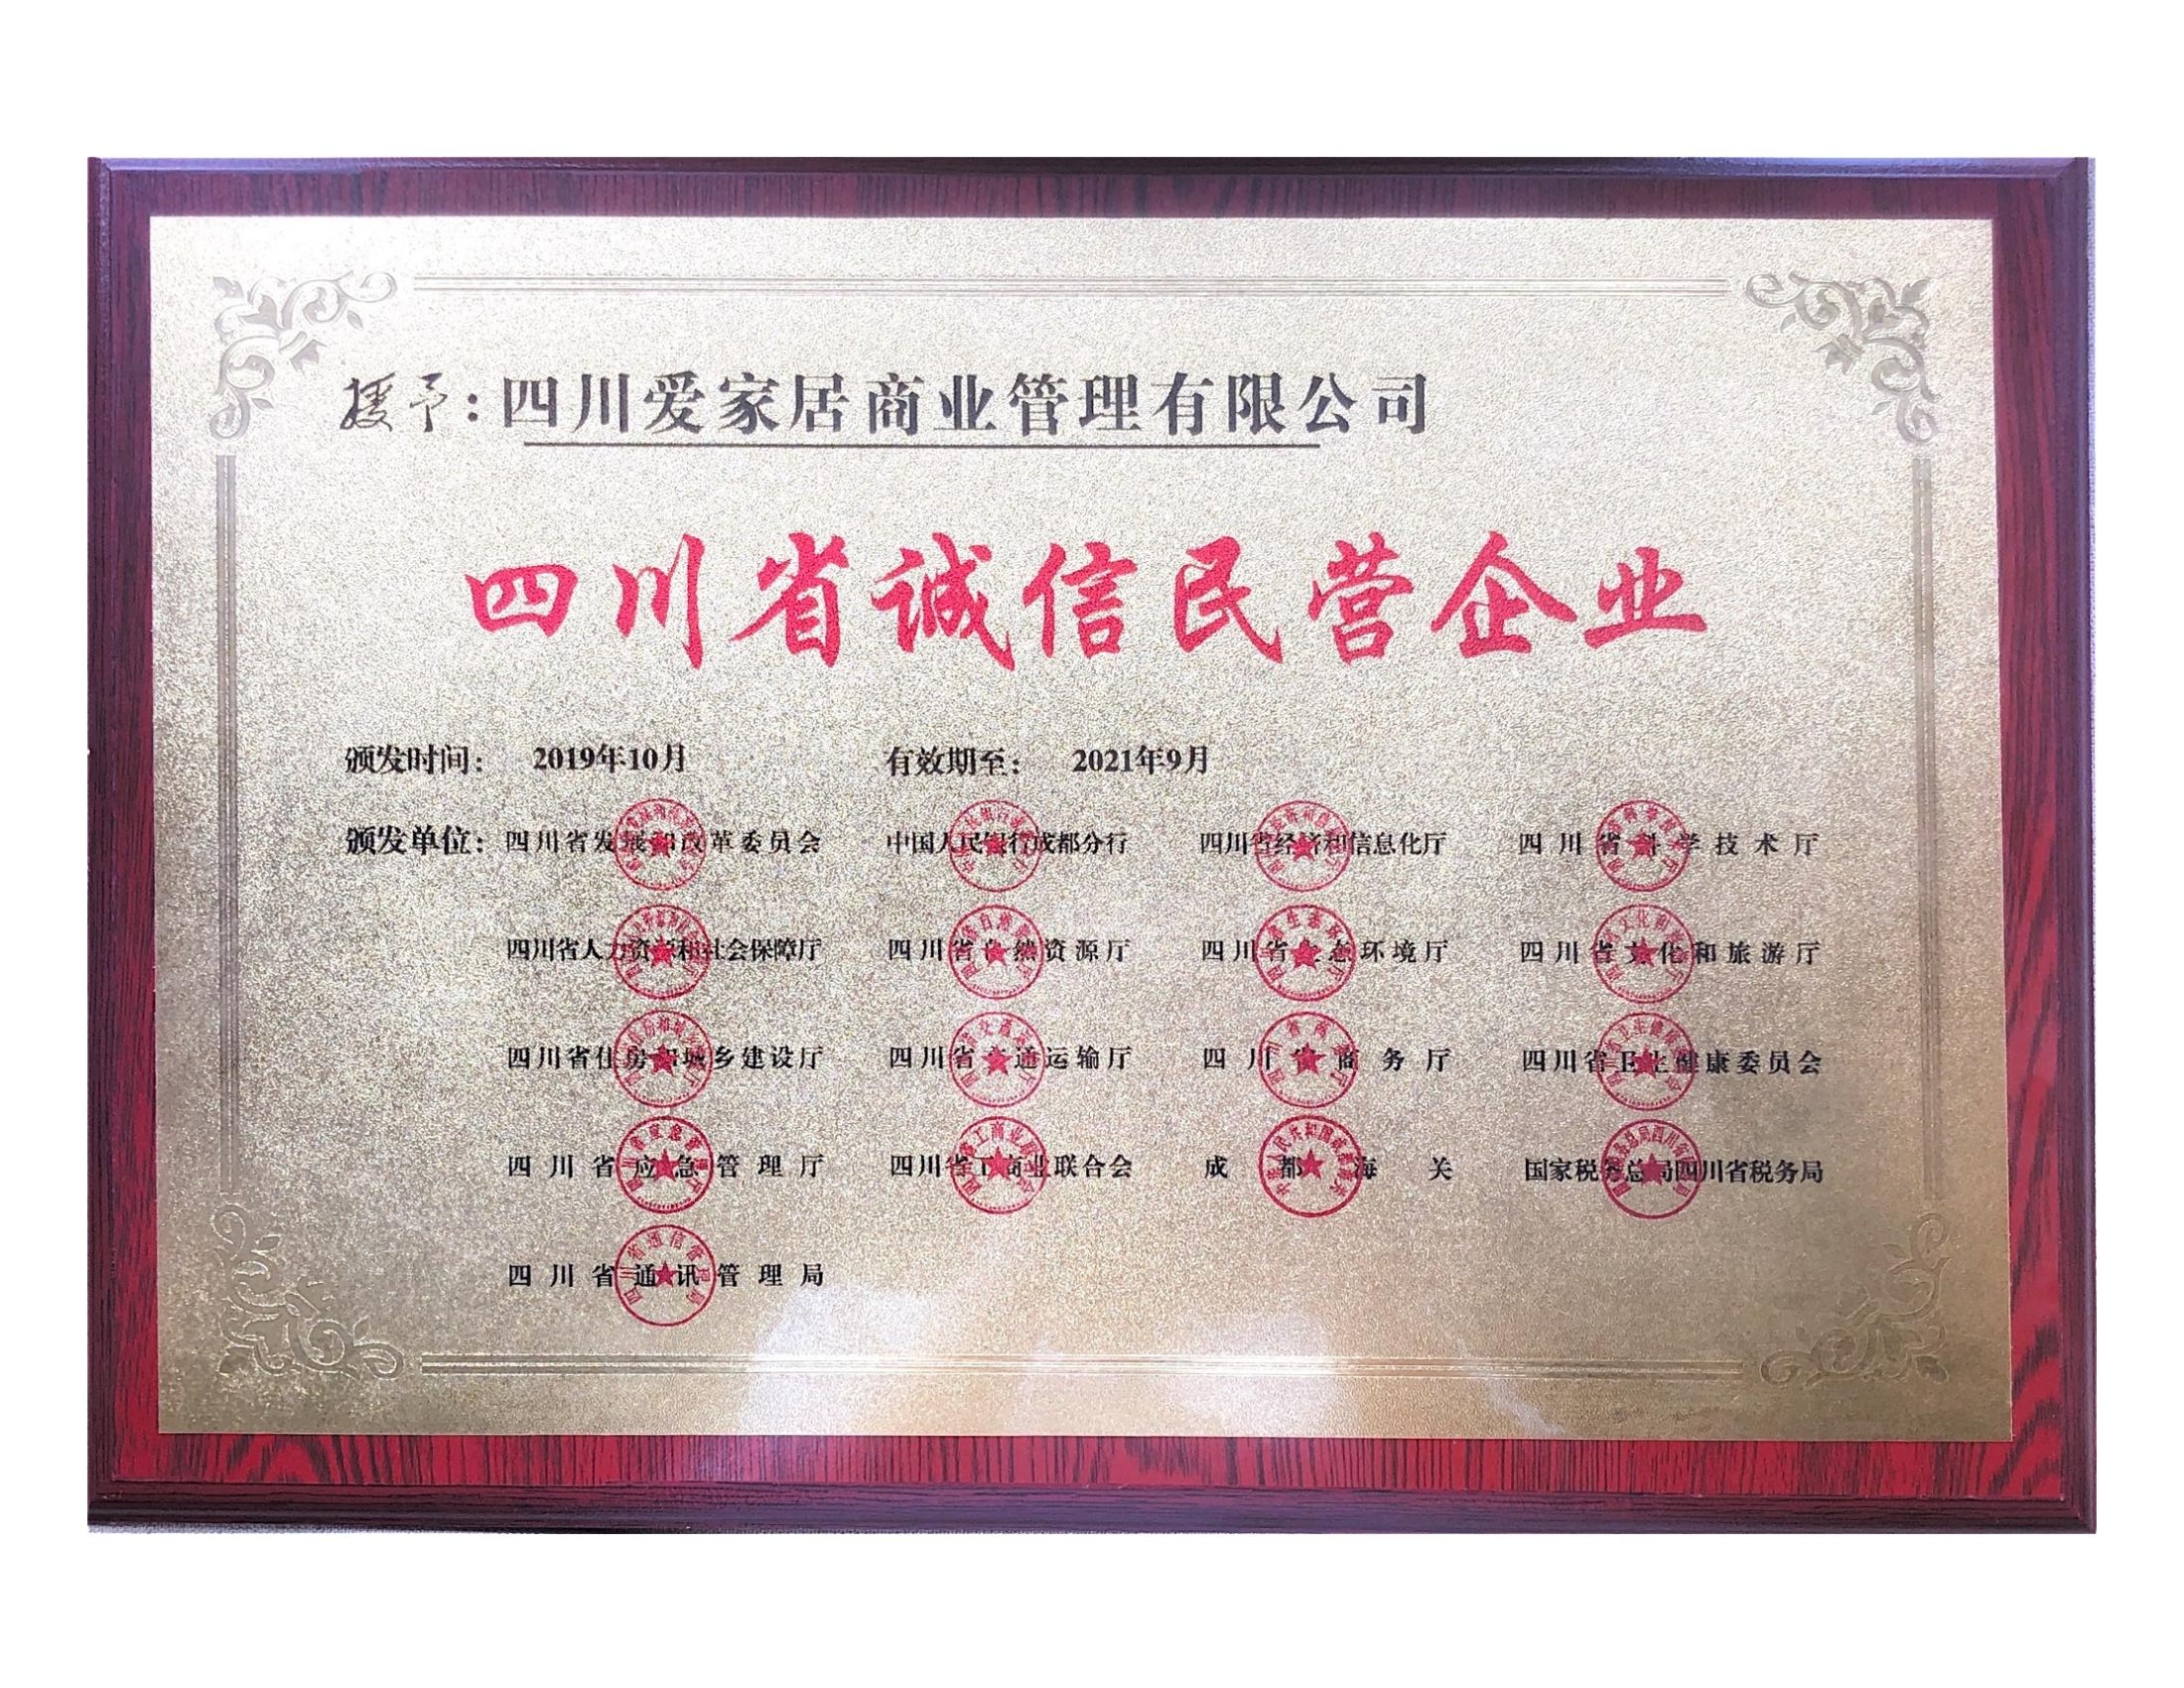 授予：四川爱家居商业管理有限公司
四川省诚信民营企业
颁发时间： 2019年10月 有效期至： 2021年9月
颁发单位：四川省发展和改革委员会 中国人民银行成都分行 四川省经济和信息化厅 四川省科学技术厅
四川省人力资源和社会保障厅 四川省自然资源厅 四川省生态环境厅 四川省文化和旅游厅
四川省住房和城乡建设厅 四川省交通运输厅 四川省商务厅 四川省卫生健康委员会
四川省应急管理厅 四川省工商业联合会 成都海关 国家税务总局四川省税务局
四川省通讯管理局